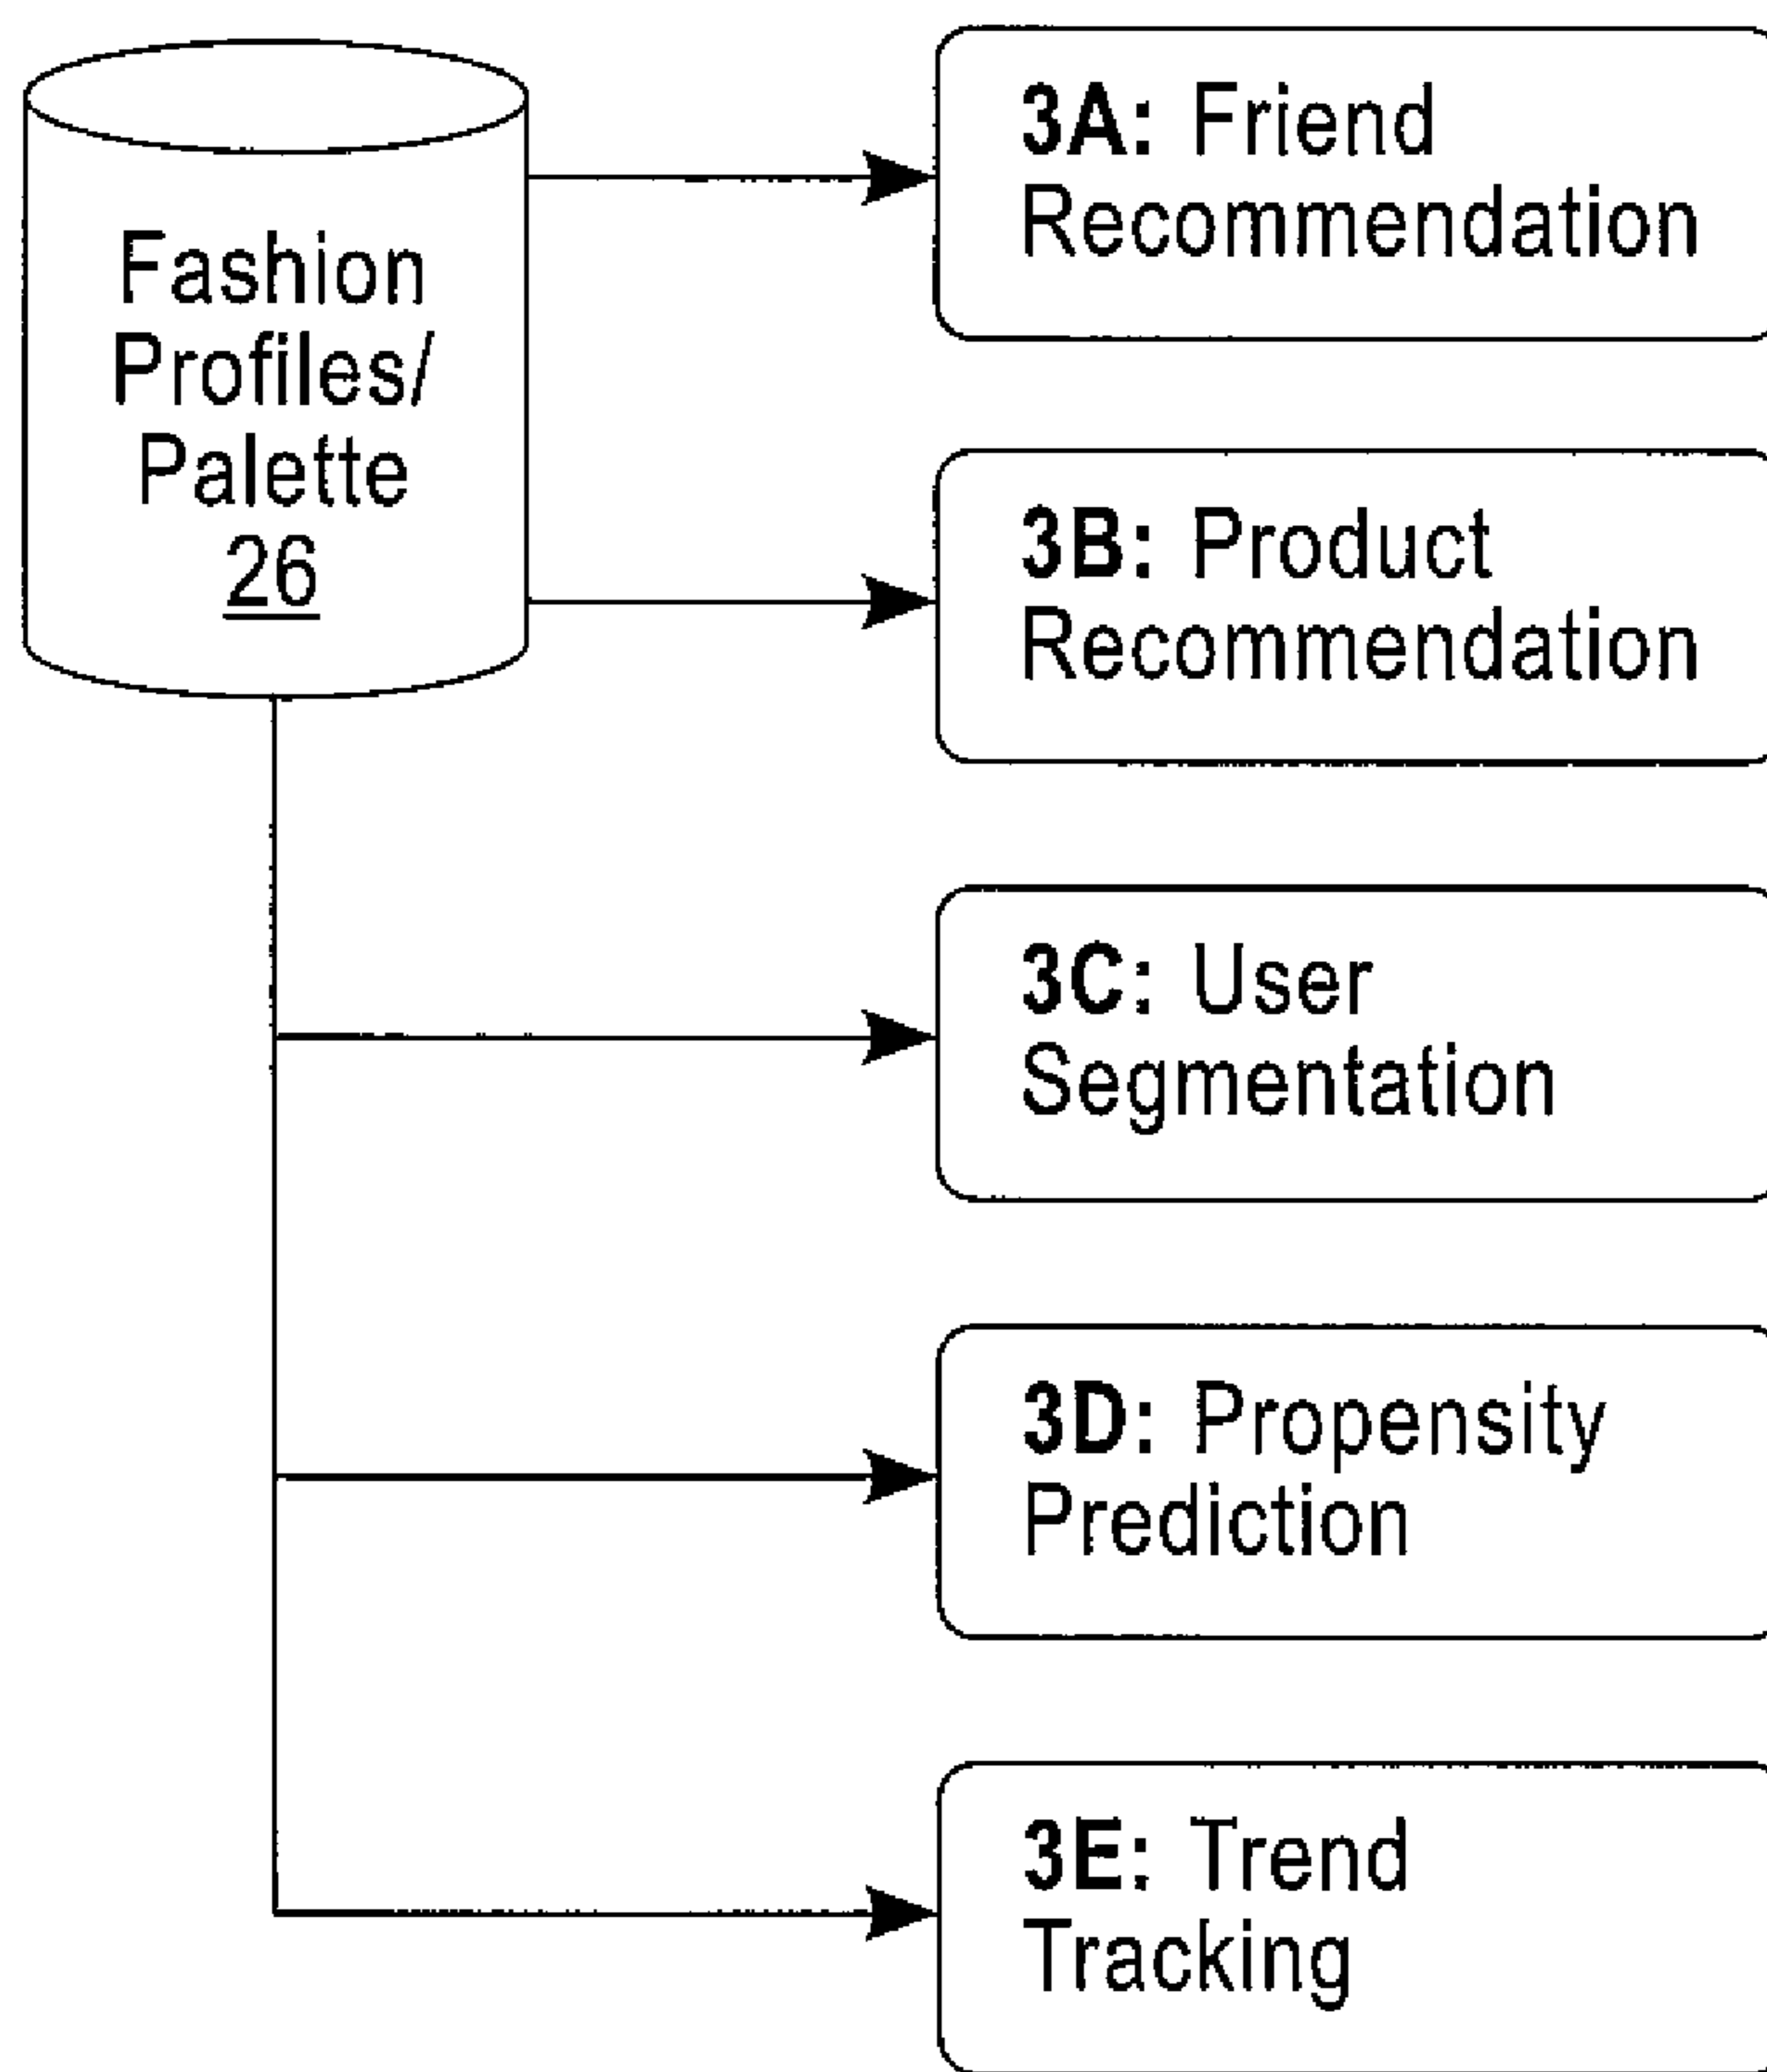 Fashion
Profiles/
Palette
26
3A: Friend
Recommendation
3B: Product
Recommendation
3C: User
Segmentation
3D: Propensity
Prediction
3E: Trend
Tracking